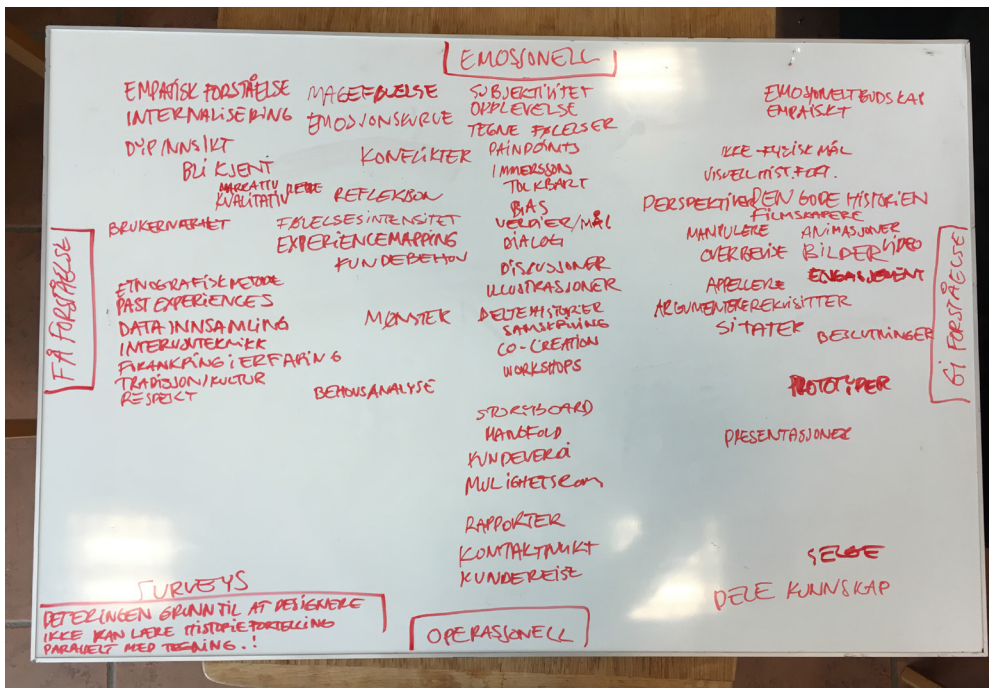 EMOSJONELL
EMPATISK FORSTÅELSE
INTERNALISERING
DYP INNSIKT
BLI KJENT
NARRATIV
KVALITATIV
BRUKERNÆRHET
FÅ FORSTÅELSE
ETNOGRAFISK METODE
PAST EXPERIENCES
DATA INNSAMLING
INTERVJUTEKNIKK
FORANKRING I ERFARING
TRADISJON/KULTUR
RESPEKT
MAGEFØLELSE
EMOSJONSKURVE
KONFLIKTER
REFLEKSJON
FØLELSESINTENSITET
EXPERIENCEMAPPING
KUNDEBEHOV
MØNSTER
BEHOVSANALYSE
SUBJEKTIVITET
OPPLEVELSE
TEGNE FØLELSER
PAINPOINTS
IMMERSJON
TOLKBART
BIAS
VERDIER/MÅL
DIALOG
DISCUSJONER
ILLUSTRASJONER
DELTE HISTORIER
SAMSKRIVING
CO-CREATION
WORKSHOPS
STORYBOARD
MANGFOLD
KUNDEVERDI
MULIGHETSROM
RAPPORTER
KONTAKTPUNKT
KUNDEREISE
OPERASJONELL
EMOSJONELT BUDSKAP
EMPATISKT
IKKE-FYSISK MÅL
VISUELL HIST.FORT.
PERSPEKTIVER DEN GODE HISTORIEN
FILMSKAPERE
MANIPULERE ANIMASJONER
OVERBEVISE BILDER VIDEO
APPELLERE ENGASJEMENT
ARGUMENTERE REKVISITTER
SITATER BESLUTNINGER
PROTOTYPER
PRESENTASJONER
SELGE
DELE KUNNSKAP
GI FORSTÅELSE
SURVEYS
DET ER INGEN GRUNN TIL AT DESIGNERE
IKKE KAN LÆRE HISTORIEFORTELLING
PARALELT MED TEGNING.!